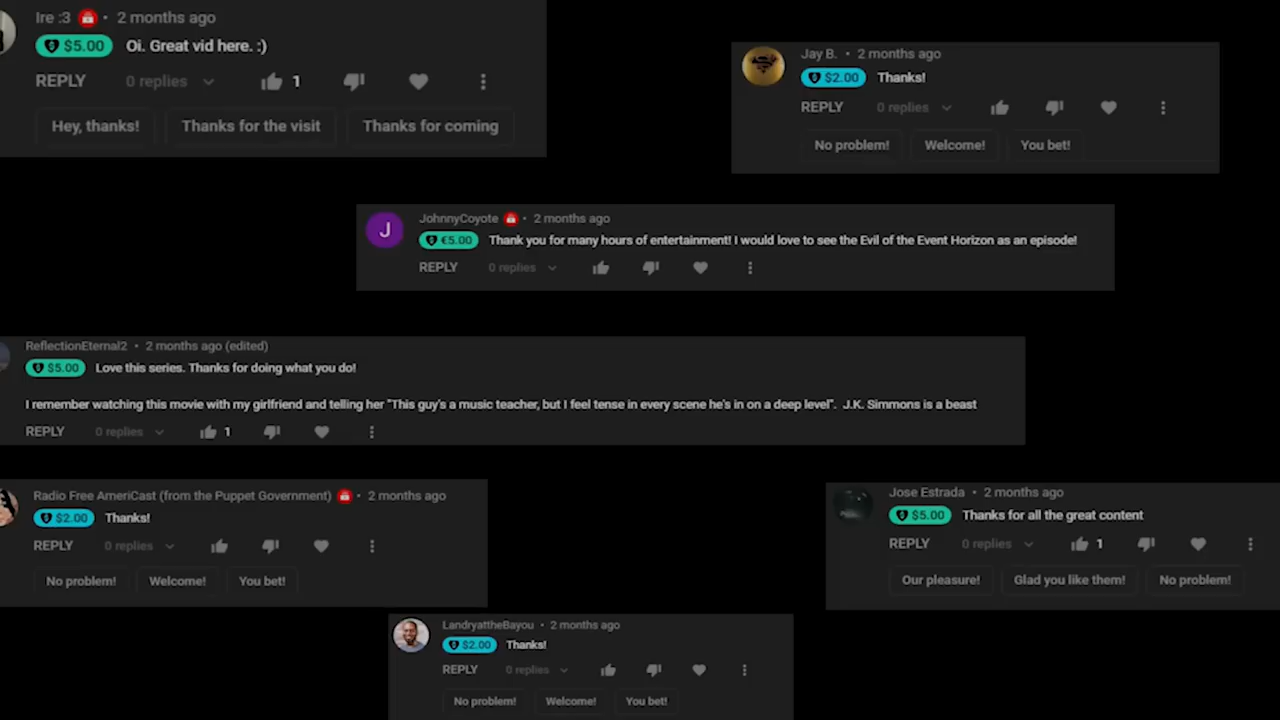 Ire :3 • 2 months ago
$5.00 Oi. Great vid here. :)
REPLY 0 replies 1
Hey, thanks! Thanks for the visit Thanks for coming
Jay B. • 2 months ago
$2.00 Thanks!
REPLY 0 replies
No problem! Welcome! You bet!
J
JohnnyCoyote • 2 months ago
€5.00 Thank you for many hours of entertainment! I would love to see the Evil of the Event Horizon as an episode!
REPLY 0 replies
ReflectionEternal2 • 2 months ago (edited)
$5.00 Love this series. Thanks for doing what you do!
I remember watching this movie with my girlfriend and telling her "This guy's a music teacher, but I feel tense in every scene he's in on a deep level". J.K. Simmons is a beast
REPLY 0 replies 1
Radio Free AmeriCast (from the Puppet Government) • 2 months ago
$2.00 Thanks!
REPLY 0 replies
No problem! Welcome! You bet!
Jose Estrada • 2 months ago
$5.00 Thanks for all the great content
REPLY 0 replies 1
Our pleasure! Glad you like them! No problem!
LandryattheBayou • 2 months ago
$2.00 Thanks!
REPLY 0 replies
No problem! Welcome! You bet!